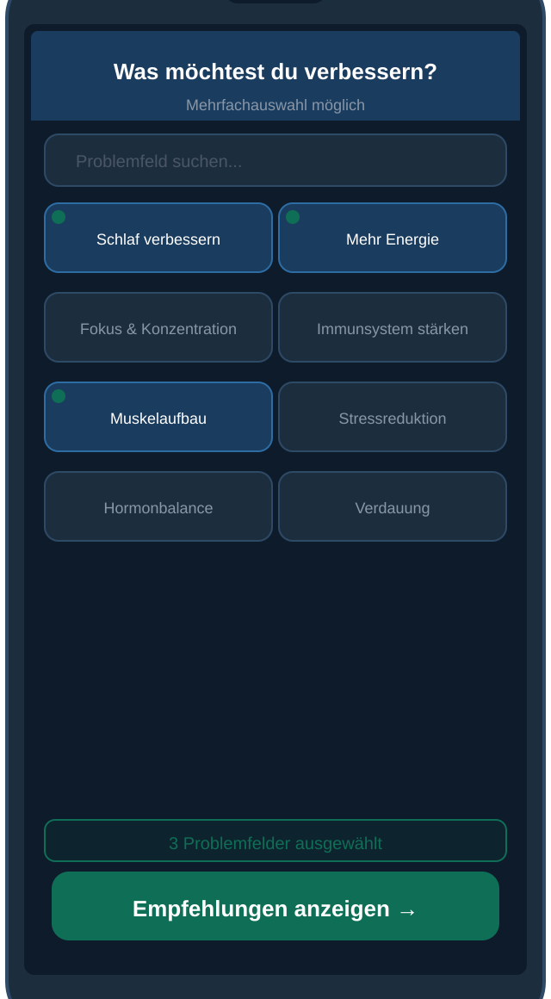 Was möchtest du verbessern?
Mehrfachauswahl möglich
Problemfeld suchen...
Schlaf verbessern
Mehr Energie
Fokus & Konzentration
Immunsystem stärken
Muskelaufbau
Stressreduktion
Hormonbalance
Verdauung
3 Problemfelder ausgewählt
Empfehlungen anzeigen →